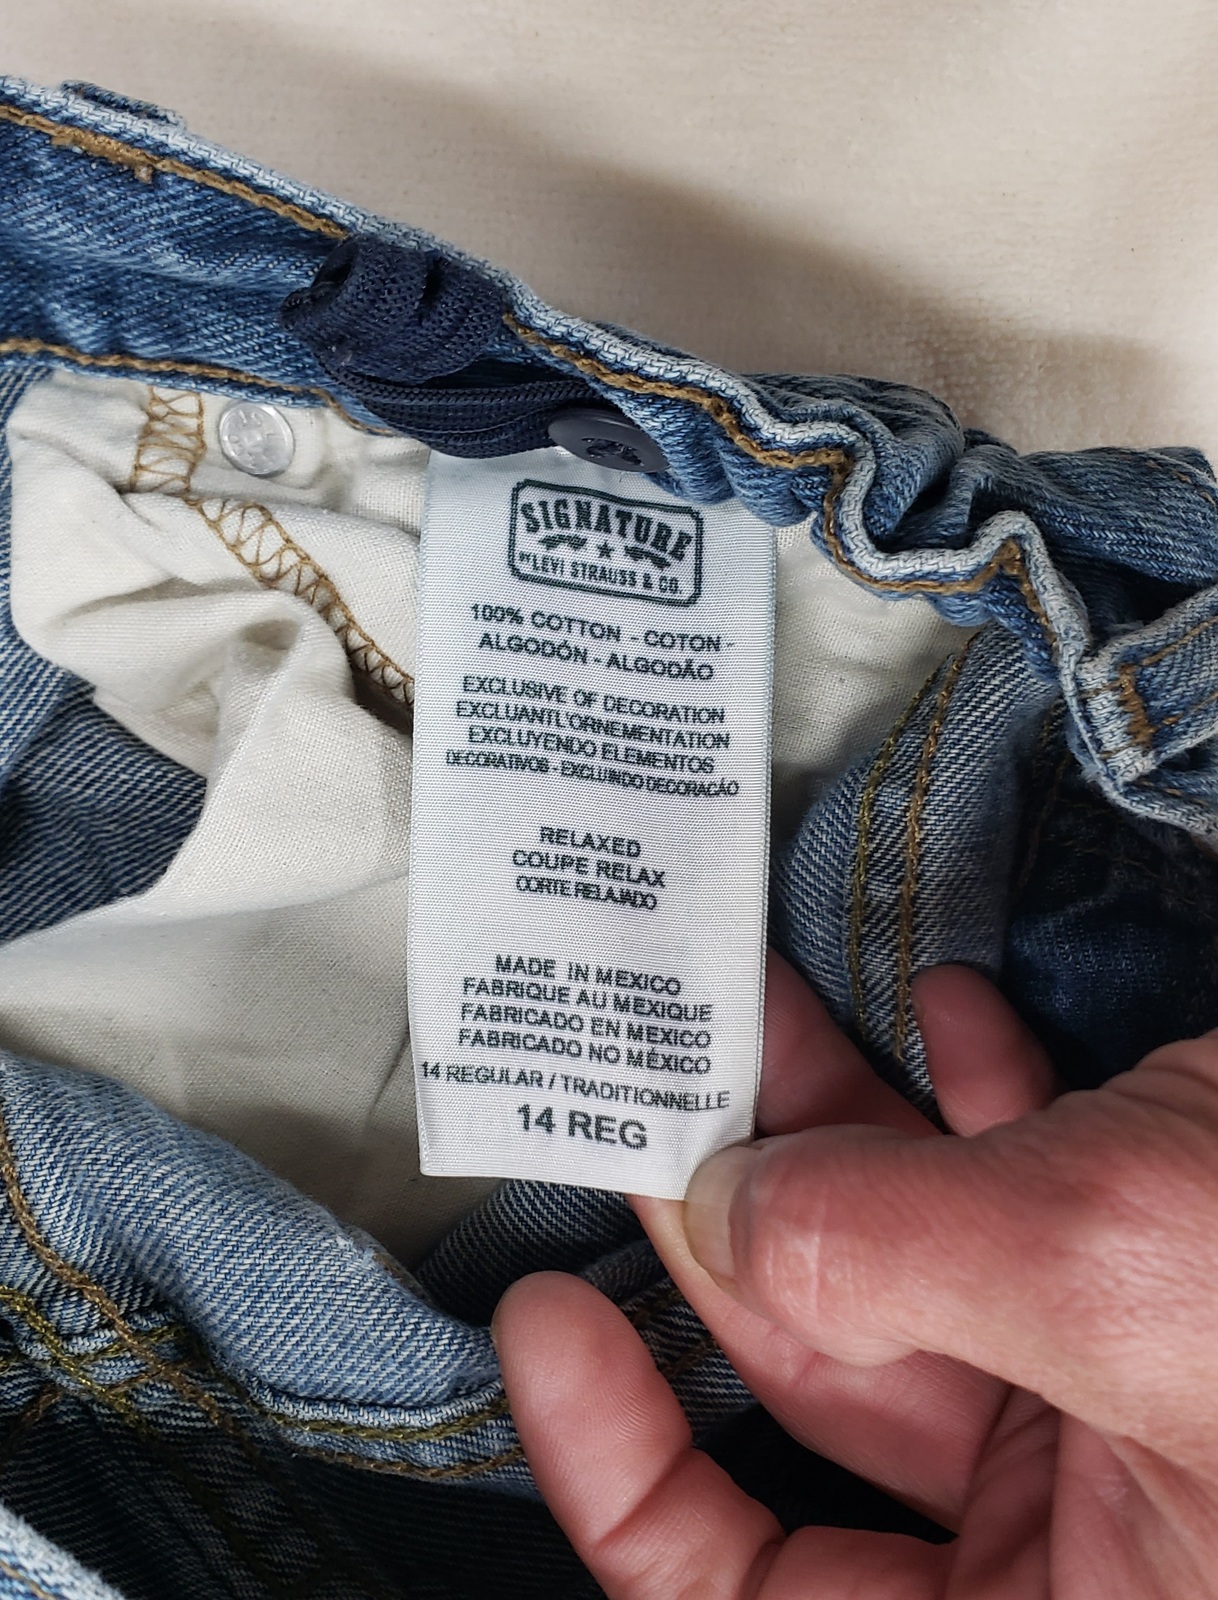 SIGNATURE
BY LEVI STRAUSS & CO.
100% COTTON - COTON -
ALGODÓN - ALGODÃO
EXCLUSIVE OF DECORATION
EXCLUANT L'ORNEMENTATION
EXCLUYENDO ELEMENTOS
DECORATIVOS - EXCLUINDO DECORACÃO
RELAXED
COUPE RELAX
CORTE RELAJADO
MADE IN MEXICO
FABRIQUE AU MEXIQUE
FABRICADO EN MEXICO
FABRICADO NO MÉXICO
14 REGULAR / TRADITIONNELLE
14 REG